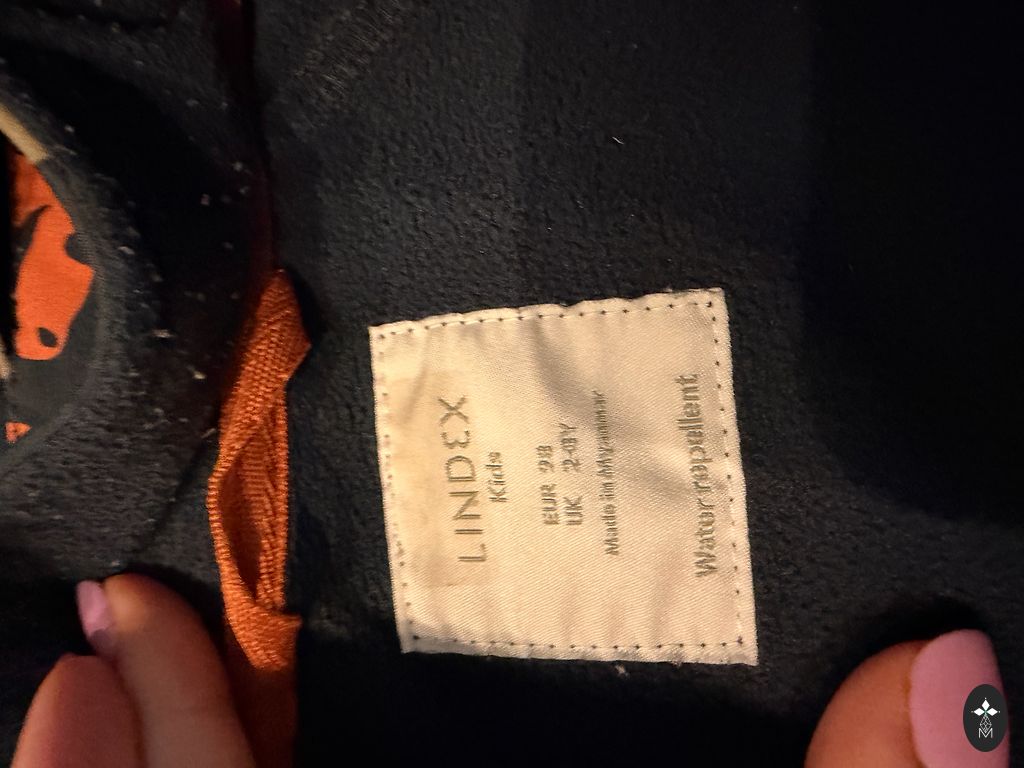 LINDEX
Kids
EUR 98
UK 2-3Y
Made in Myanmar
Water repellent
M